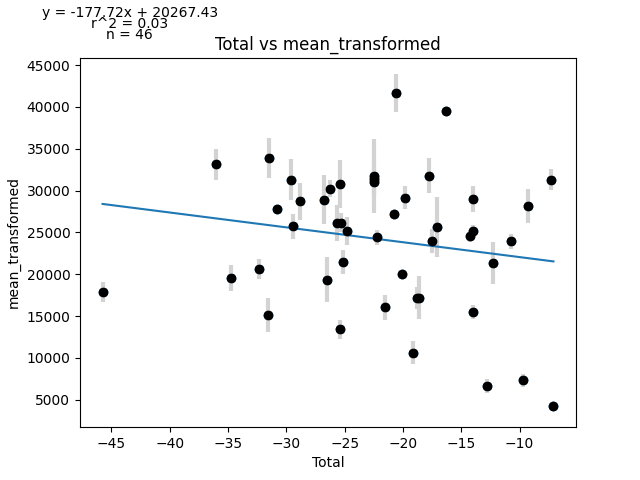 y = -177.72x + 20267.43
r^2 = 0.03
n = 46
Total vs mean_transformed
45000
40000
35000
30000
25000
20000
15000
10000
5000
mean_transformed
−45 −40 −35 −30 −25 −20 −15 −10
Total